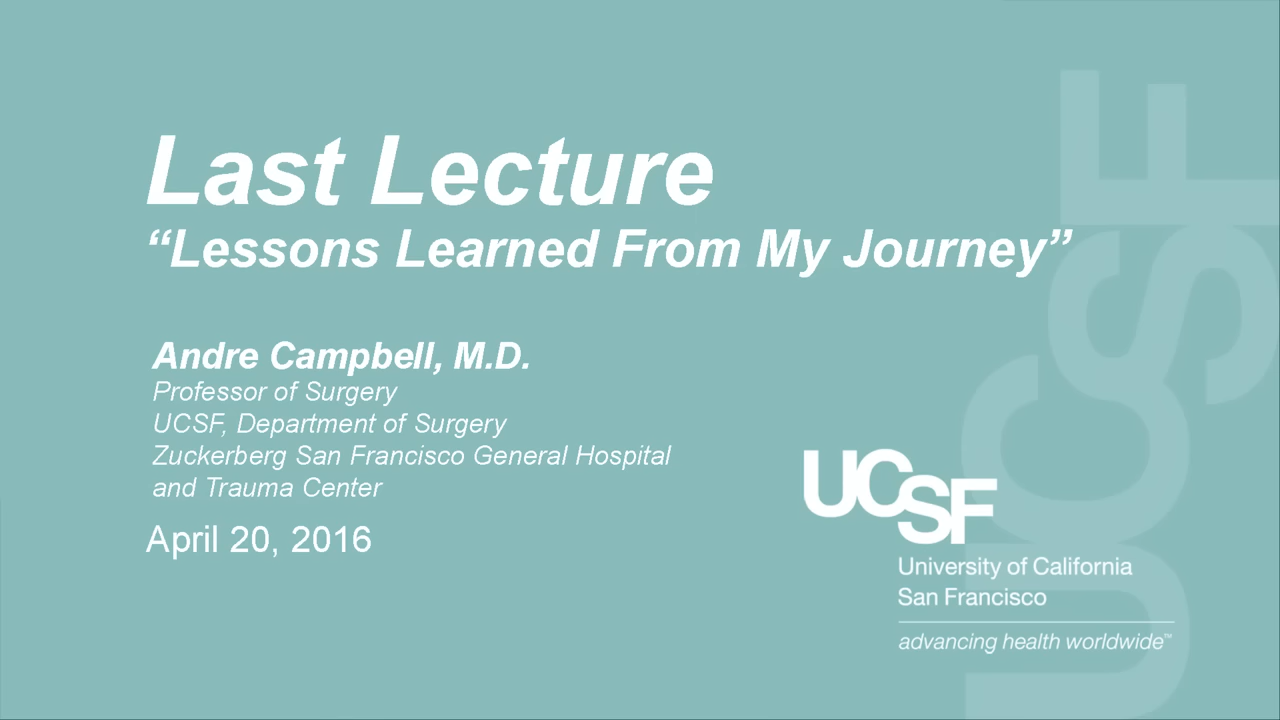 Last Lecture
“Lessons Learned From My Journey”
Andre Campbell, M.D.
Professor of Surgery
UCSF, Department of Surgery
Zuckerberg San Francisco General Hospital
and Trauma Center
April 20, 2016
UCSF
University of California
San Francisco
advancing health worldwide™
UCSF